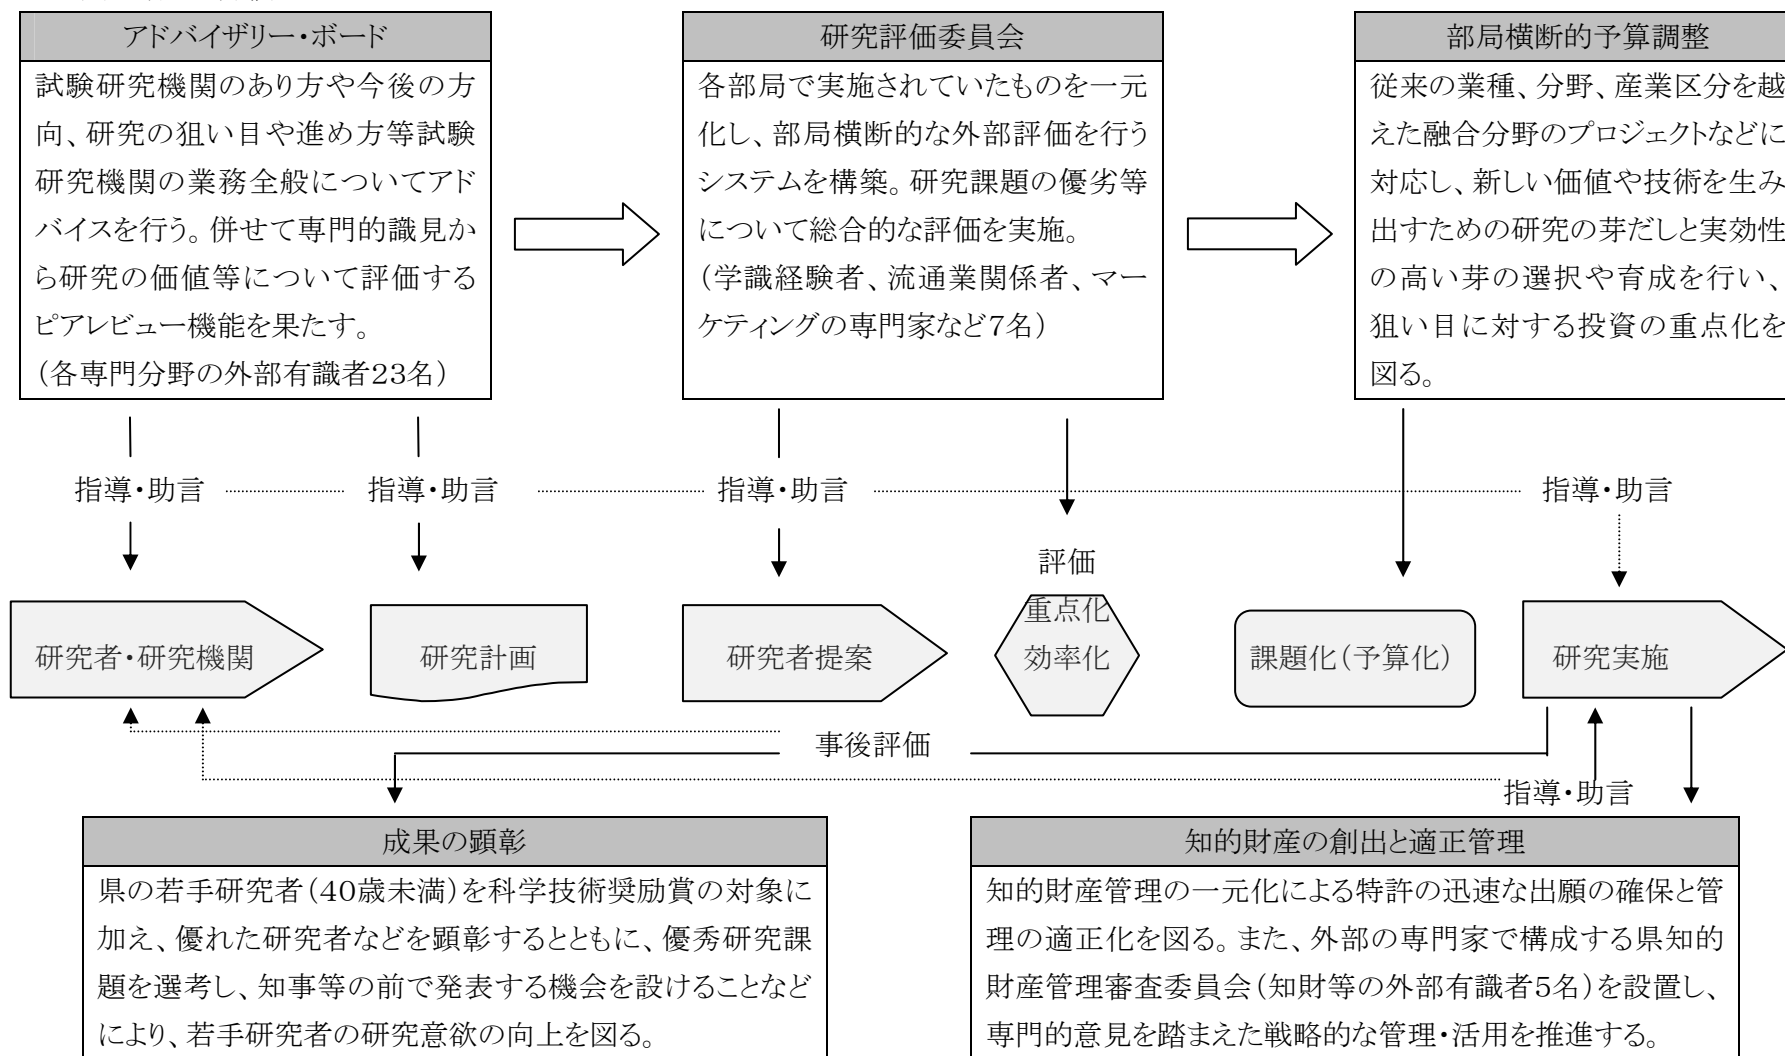 アドバイザリー・ボード
試験研究機関のあり方や今後の方
向、研究の狙い目や進め方等試験
研究機関の業務全般についてアド
バイスを行う。併せて専門的識見か
ら研究の価値等について評価する
ピアレビュー機能を果たす。
（各専門分野の外部有識者23名）
研究評価委員会
各部局で実施されていたものを一元
化し、部局横断的な外部評価を行う
システムを構築。研究課題の優劣等
について総合的な評価を実施。
（学識経験者、流通業関係者、マー
ケティングの専門家など7名）
部局横断的予算調整
従来の業種、分野、産業区分を越
えた融合分野のプロジェクトなどに
対応し、新しい価値や技術を生み
出すための研究の芽だしと実効性
の高い芽の選択や育成を行い、
狙い目に対する投資の重点化を
図る。
指導・助言
指導・助言
指導・助言
指導・助言
評価
研究者・研究機関
研究計画
研究者提案
重点化
効率化
課題化（予算化）
研究実施
事後評価
指導・助言
成果の顕彰
県の若手研究者（40歳未満）を科学技術奨励賞の対象に
加え、優れた研究者などを顕彰するとともに、優秀研究課
題を選考し、知事等の前で発表する機会を設けることなど
により、若手研究者の研究意欲の向上を図る。
知的財産の創出と適正管理
知的財産管理の一元化による特許の迅速な出願の確保と管
理の適正化を図る。また、外部の専門家で構成する県知的
財産管理審査委員会（知財等の外部有識者5名）を設置し、
専門的意見を踏まえた戦略的な管理・活用を推進する。